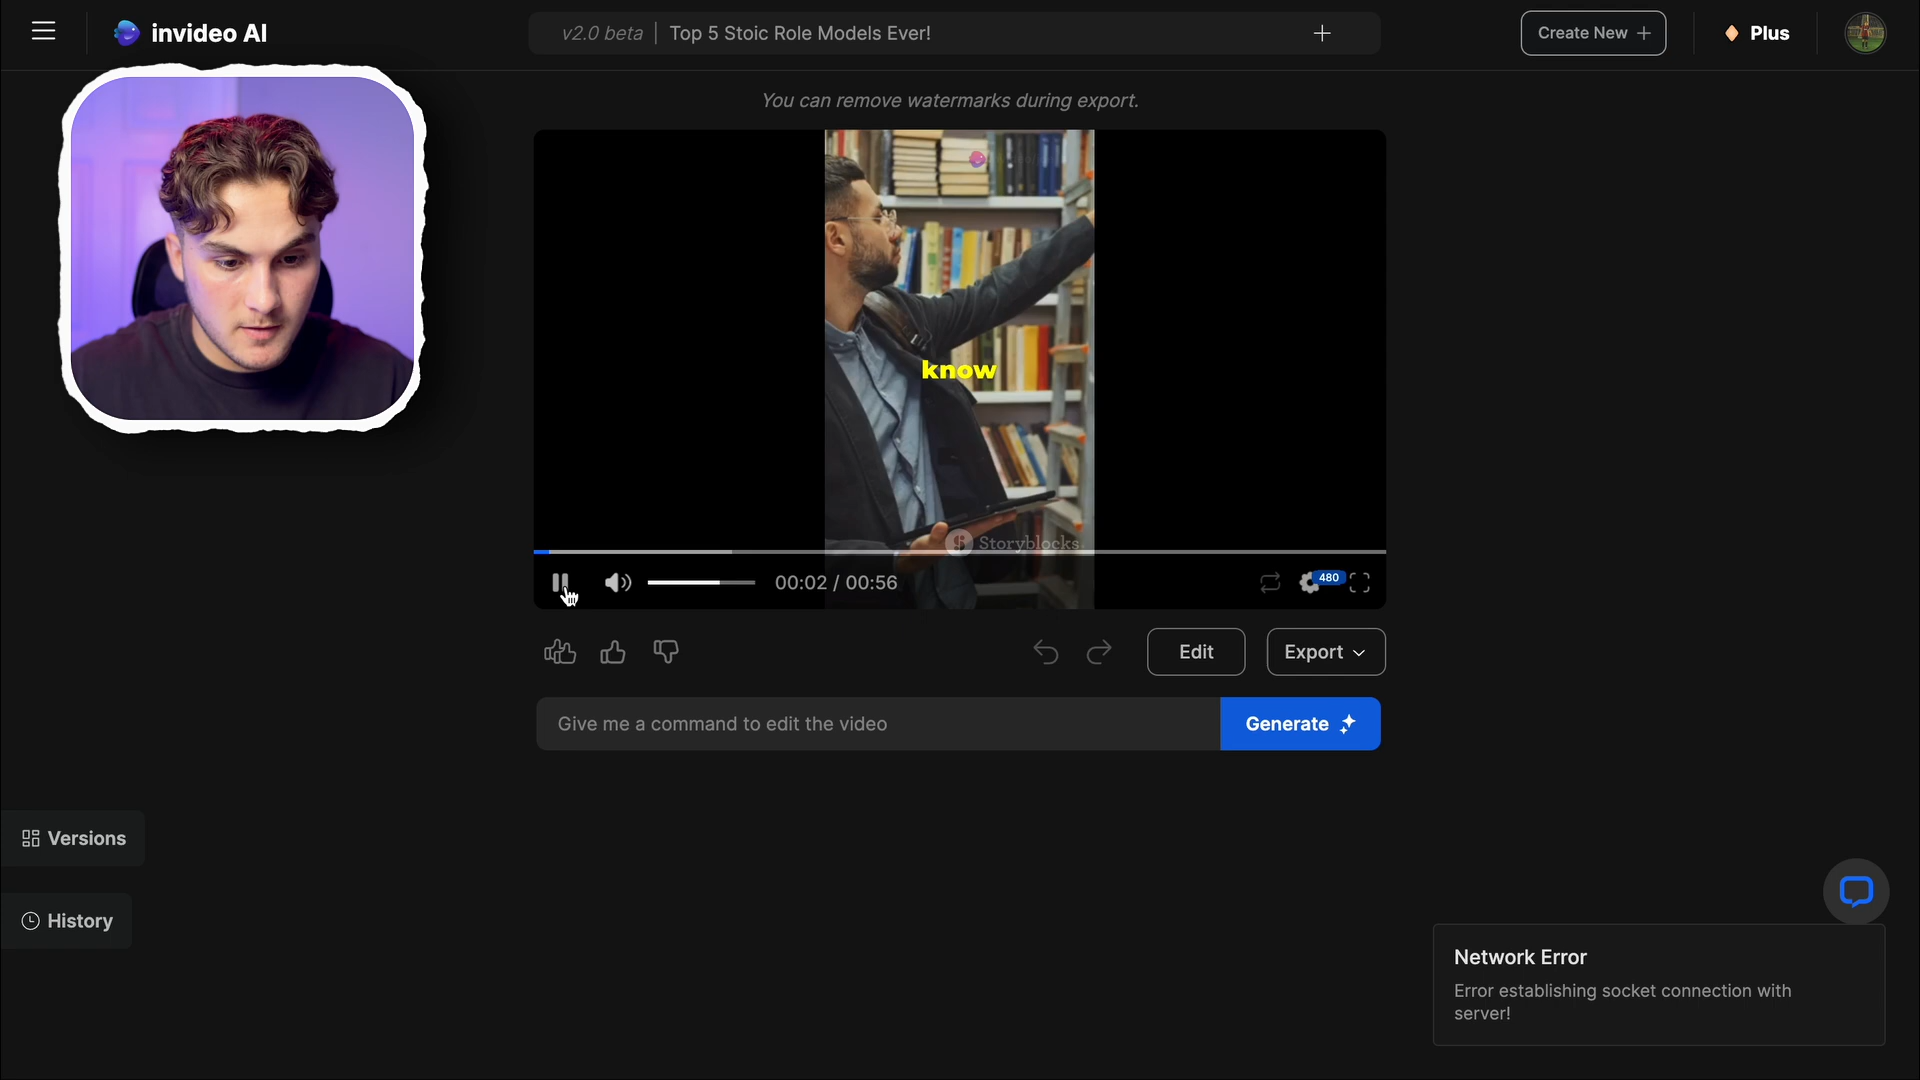 invideo AI
v2.0 beta | Top 5 Stoic Role Models Ever!
Create New +
Plus
You can remove watermarks during export.
know
Storyblocks
00:02 / 00:56
480
Edit
Export
Give me a command to edit the video
Generate
Versions
History
Network Error
Error establishing socket connection with
server!